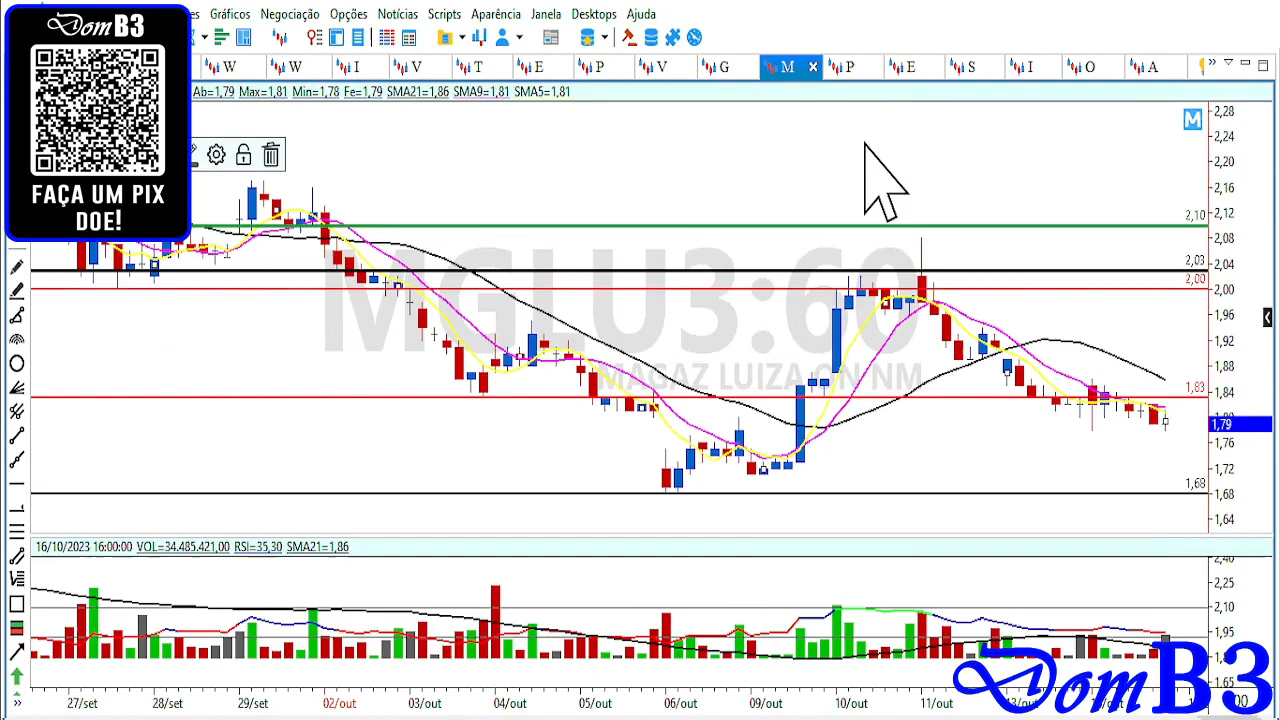 DomB3
FAÇA UM PIX
DOE!
Gráficos Negociação Opções Notícias Scripts Aparência Janela Desktops Ajuda
W W I V T E P V G M P E S I O A
Ab=1,79 Max=1,81 Min=1,78 Fe=1,79 SMA21=1,86 SMA9=1,81 SMA5=1,81
M
MGLU3:60
MAGAZ LUIZA ON NM
2,10
2,03
2,00
1,83
1,68
2,28
2,24
2,20
2,16
2,12
2,08
2,04
2,00
1,96
1,92
1,88
1,84
1,79
1,76
1,72
1,68
1,64
16/10/2023 16:00:00 VOL=34.485.421,00 RSI=35,30 SMA21=1,86
2,40
2,25
2,10
1,95
1,65
27/set 28/set 29/set 02/out 03/out 04/out 05/out 06/out 09/out 10/out 11/out
DomB3